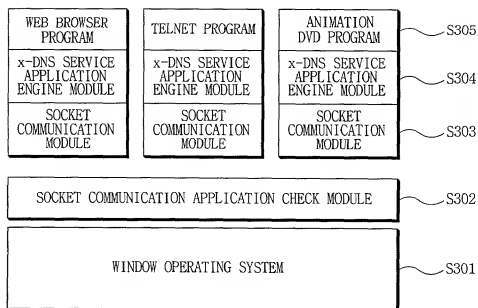 WEB BROWSER
PROGRAM
TELNET PROGRAM
ANIMATION
DVD PROGRAM
S305
x-DNS SERVICE
APPLICATION
ENGINE MODULE
x-DNS SERVICE
APPLICATION
ENGINE MODULE
x-DNS SERVICE
APPLICATION
ENGINE MODULE
S304
SOCKET
COMMUNICATION
MODULE
SOCKET
COMMUNICATION
MODULE
SOCKET
COMMUNICATION
MODULE
S303
SOCKET COMMUNICATION APPLICATION CHECK MODULE
S302
WINDOW OPERATING SYSTEM
S301